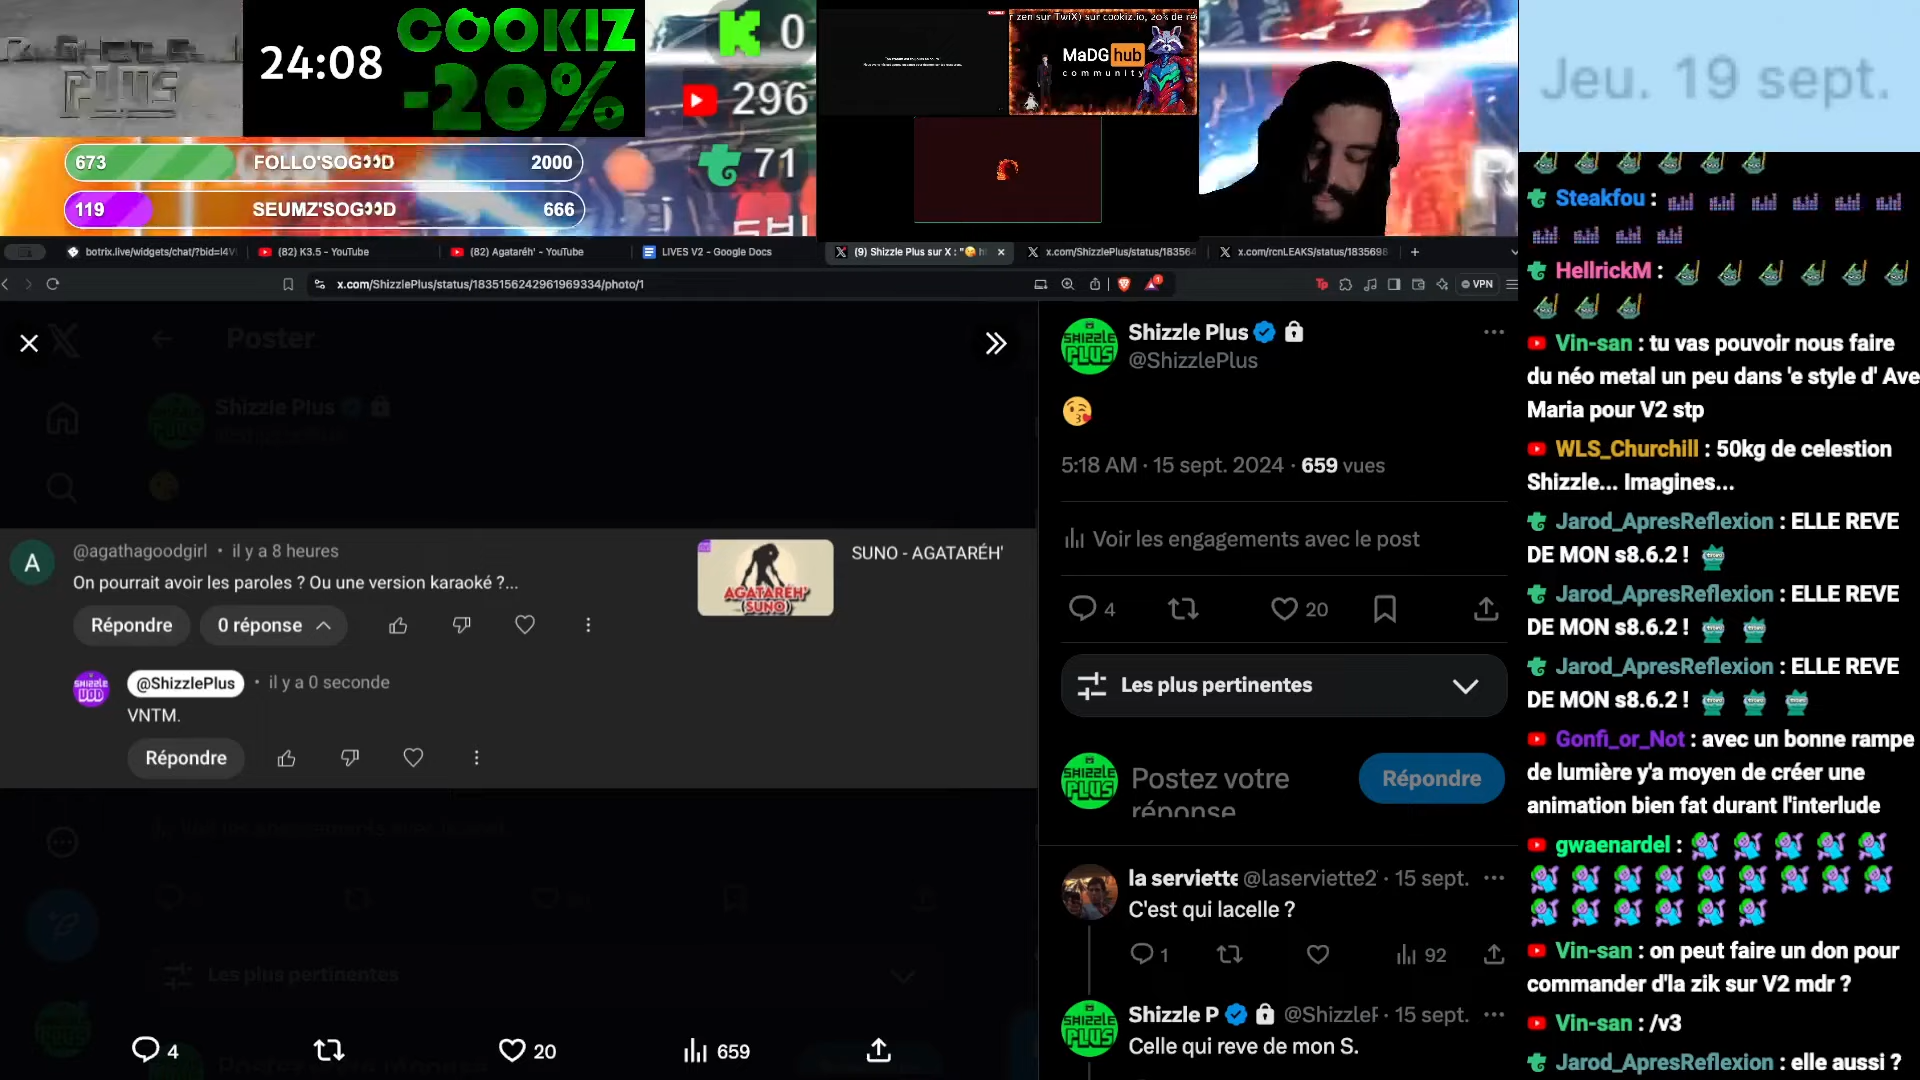 PLUS
24:08
COOKIZ
-20%
0
296
71
673 FOLLO'SOG D 2000
119 SEUMZ'SOG D 666
r zen sur TwiX) sur cookiz.io, 20% de re
MaDG hub
community
Jeu. 19 sept.
botrix.live/widgets/chat/?bid=l4V
(82) K3.5 - YouTube
(82) Agataréh' - YouTube
LIVES V2 - Google Docs
(9) Shizzle Plus sur X : "
x.com/ShizzlePlus/status/183564
x.com/rcnLEAKS/status/1835698
x.com/ShizzlePlus/status/1835156242961969334/photo/1
VPN
Poster
Shizzle Plus
@agathagoodgirl • il y a 8 heures
On pourrait avoir les paroles ? Ou une version karaoké ?...
Répondre
0 réponse
AGATAREH'
(SUNO)
SUNO - AGATARÉH'
SHIZZLE
VOD
@ShizzlePlus • il y a 0 seconde
VNTM.
Répondre
Les plus pertinentes
4
20
659
SHIZZLE
PLUS
Shizzle Plus
@ShizzlePlus
5:18 AM · 15 sept. 2024 · 659 vues
Voir les engagements avec le post
4
20
Les plus pertinentes
SHIZZLE
PLUS
Postez votre
réponse
Répondre
la serviette @laserviette2 · 15 sept.
C'est qui lacelle ?
1
92
SHIZZLE
PLUS
Shizzle P @ShizzleP · 15 sept.
Celle qui reve de mon S.
Steakfou :
HellrickM :
Vin-san : tu vas pouvoir nous faire
du néo metal un peu dans 'e style d' Ave
Maria pour V2 stp
WLS_Churchill : 50kg de celestion
Shizzle... Imagines...
Jarod_ApresReflexion : ELLE REVE
DE MON s8.6.2 !
Jarod_ApresReflexion : ELLE REVE
DE MON s8.6.2 !
Jarod_ApresReflexion : ELLE REVE
DE MON s8.6.2 !
Gonfi_or_Not : avec un bonne rampe
de lumière y'a moyen de créer une
animation bien fat durant l'interlude
gwaenardel :
Vin-san : on peut faire un don pour
commander d'la zik sur V2 mdr ?
Vin-san : /v3
Jarod_ApresReflexion : elle aussi ?